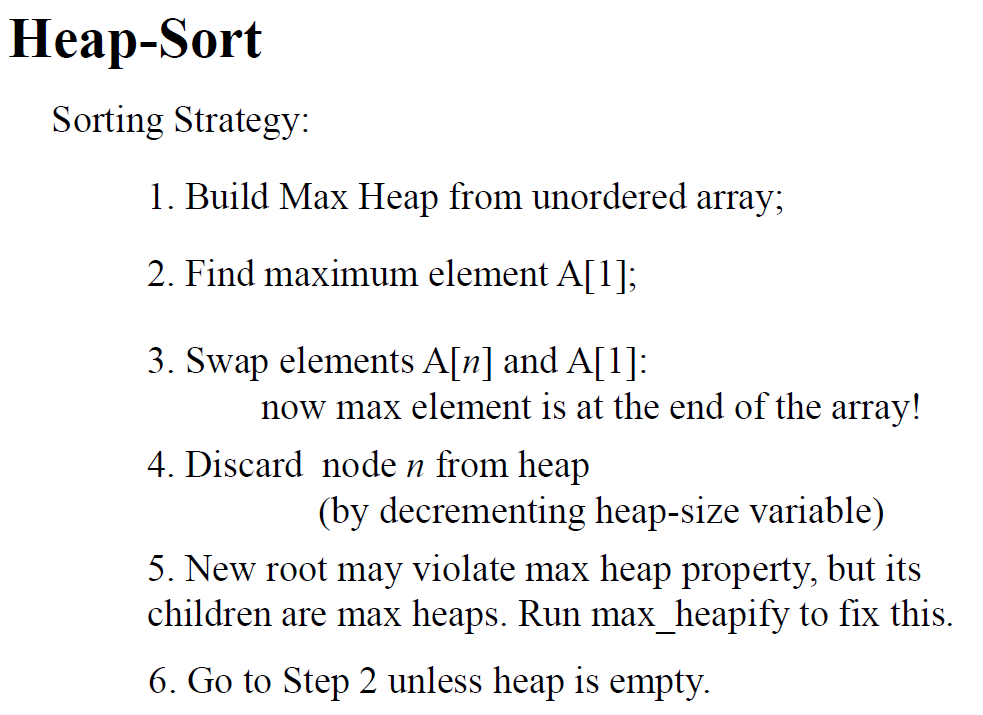 Heap-Sort
Sorting Strategy:
1. Build Max Heap from unordered array;
2. Find maximum element A[1];
3. Swap elements A[n] and A[1]:
now max element is at the end of the array!
4. Discard node n from heap
(by decrementing heap-size variable)
5. New root may violate max heap property, but its
children are max heaps. Run max_heapify to fix this.
6. Go to Step 2 unless heap is empty.